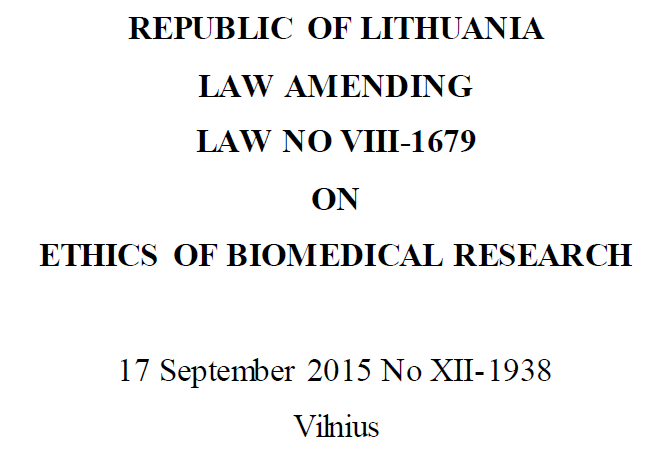 REPUBLIC OF LITHUANIA
LAW AMENDING
LAW NO VIII-1679
ON
ETHICS OF BIOMEDICAL RESEARCH
17 September 2015 No XII-1938
Vilnius